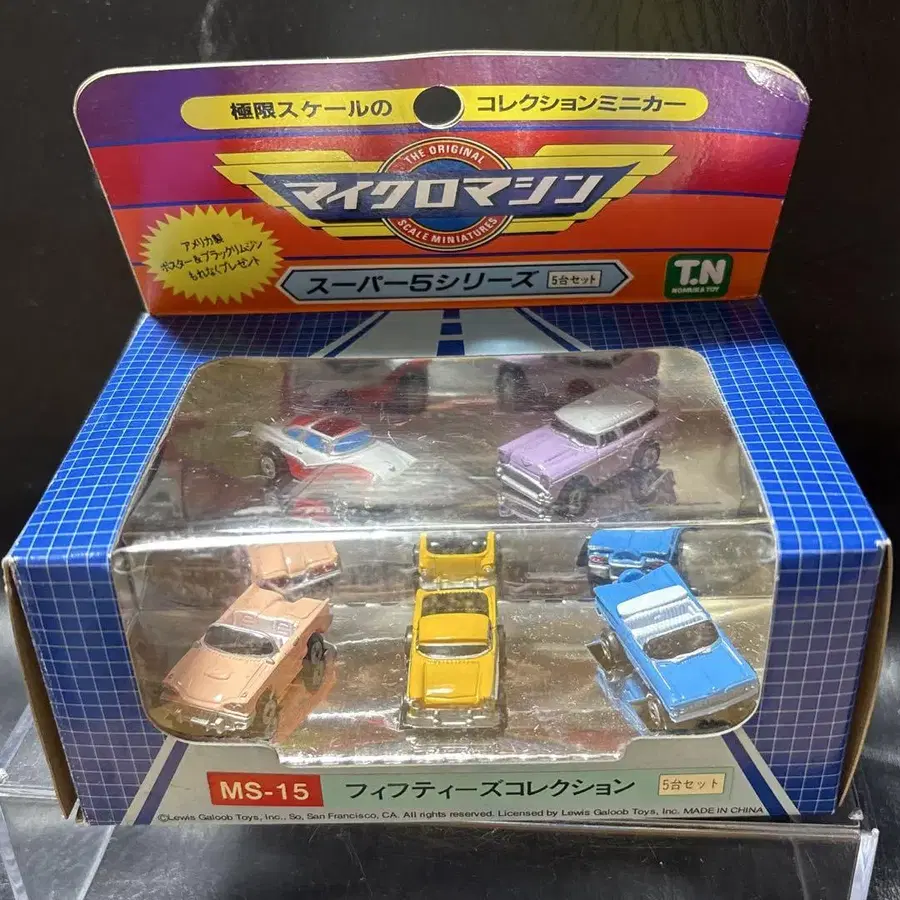 極限スケールの コレクションミニカー
THE ORIGINAL
マイクロマシン
SCALE MINIATURES
アメリカ製
ポスター&ブラックリムジン
もれなくプレゼント
スーパー5シリーズ 5台セット
T.N
NOMURA TOY
MS-15 フィフティーズコレクション 5台セット
©Lewis Galoob Toys, Inc., So, San Francisco, CA. All rights reserved. Licensed by Lewis Galoob Toys, Inc. MADE IN CHINA